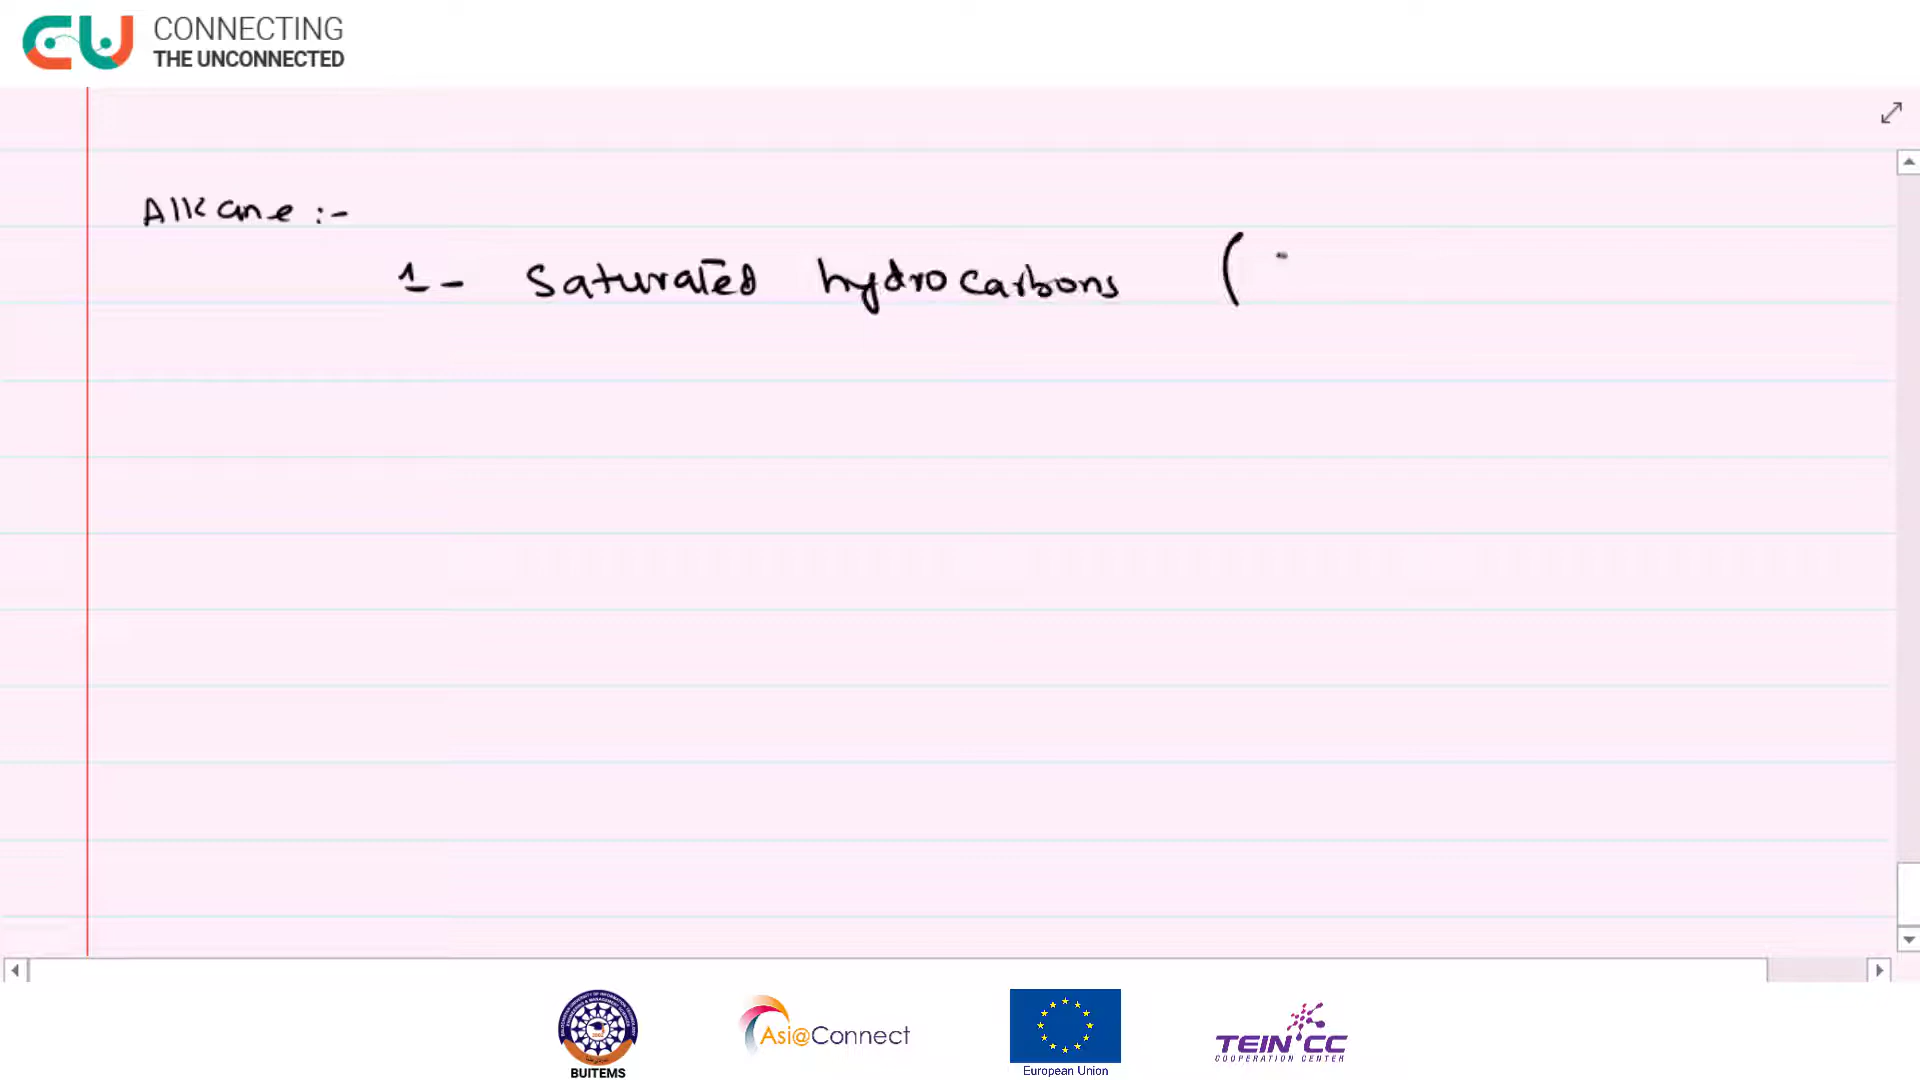 CONNECTING
THE UNCONNECTED
Alkane :-
1- Saturated hydrocarbons (
BUITEMS
Asi@Connect
European Union
TEIN*CC
COOPERATION CENTER